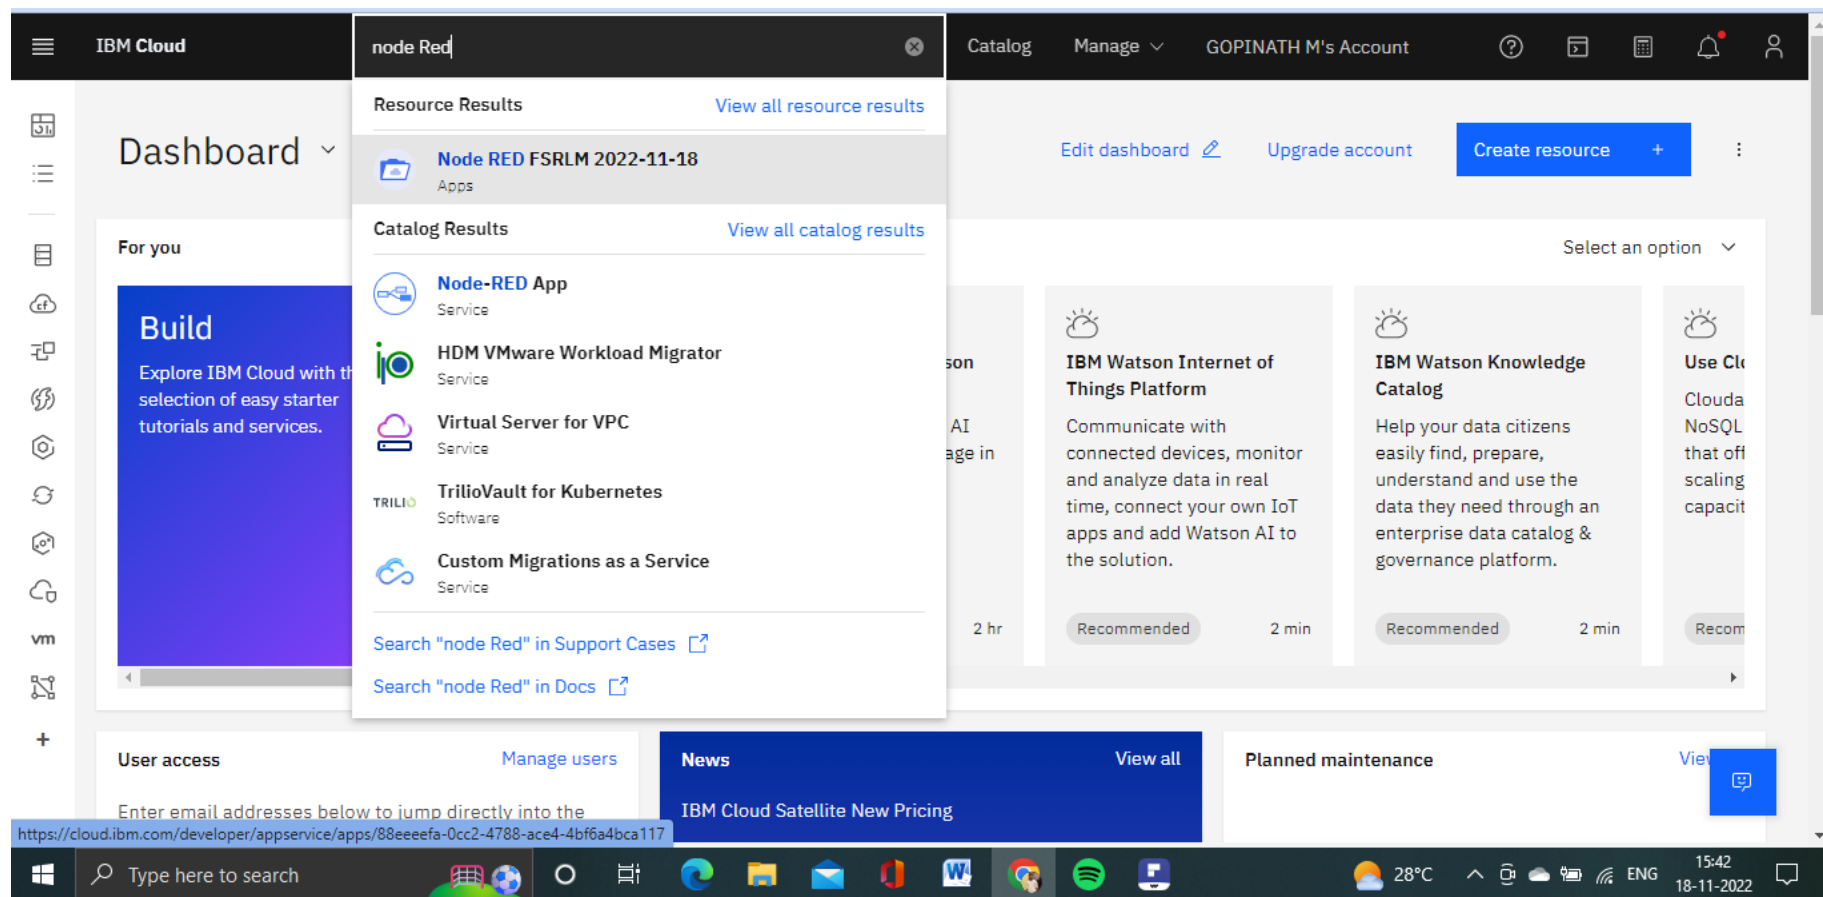 IBM Cloud
node Red
Catalog
Manage
GOPINATH M's Account
Resource Results
View all resource results
Node RED FSRLM 2022-11-18
Apps
Catalog Results
View all catalog results
Node-RED App
Service
HDM VMware Workload Migrator
Service
Virtual Server for VPC
Service
TRILIO
TrilioVault for Kubernetes
Software
Custom Migrations as a Service
Service
Search "node Red" in Support Cases
Search "node Red" in Docs
Dashboard
Edit dashboard
Upgrade account
Create resource +
For you
Select an option
Build
Explore IBM Cloud with th
selection of easy starter
tutorials and services.
son
AI
age in
2 hr
IBM Watson Internet of
Things Platform
Communicate with
connected devices, monitor
and analyze data in real
time, connect your own IoT
apps and add Watson AI to
the solution.
Recommended
2 min
IBM Watson Knowledge
Catalog
Help your data citizens
easily find, prepare,
understand and use the
data they need through an
enterprise data catalog &
governance platform.
Recommended
2 min
Use Clo
Clouda
NoSQL
that off
scaling
capacit
Recom
cf
vm
User access
Manage users
Enter email addresses below to jump directly into the
News
View all
IBM Cloud Satellite New Pricing
Planned maintenance
Vie
https://cloud.ibm.com/developer/appservice/apps/88eeeefa-0cc2-4788-ace4-4bf6a4bca117
Type here to search
28°C
ENG
15:42
18-11-2022